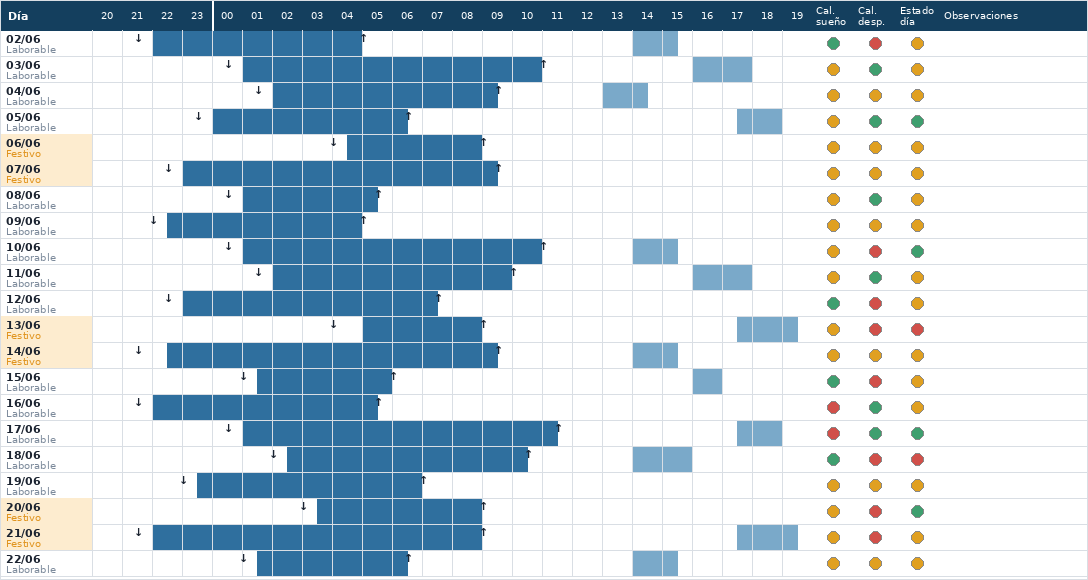 Día 20 21 22 23 00 01 02 03 04 05 06 07 08 09 10 11 12 13 14 15 16 17 18 19 Cal. sueño Cal. desp. Estado día Observaciones
02/06 ↓ ↑
Laborable
03/06 ↓ ↑
Laborable
04/06 ↓ ↑
Laborable
05/06 ↓ ↑
Laborable
06/06 ↓ ↑
Festivo
07/06 ↓ ↑
Festivo
08/06 ↓ ↑
Laborable
09/06 ↓ ↑
Laborable
10/06 ↓ ↑
Laborable
11/06 ↓ ↑
Laborable
12/06 ↓ ↑
Laborable
13/06 ↓ ↑
Festivo
14/06 ↓ ↑
Festivo
15/06 ↓ ↑
Laborable
16/06 ↓ ↑
Laborable
17/06 ↓ ↑
Laborable
18/06 ↓ ↑
Laborable
19/06 ↓ ↑
Laborable
20/06 ↓ ↑
Festivo
21/06 ↓ ↑
Festivo
22/06 ↓ ↑
Laborable